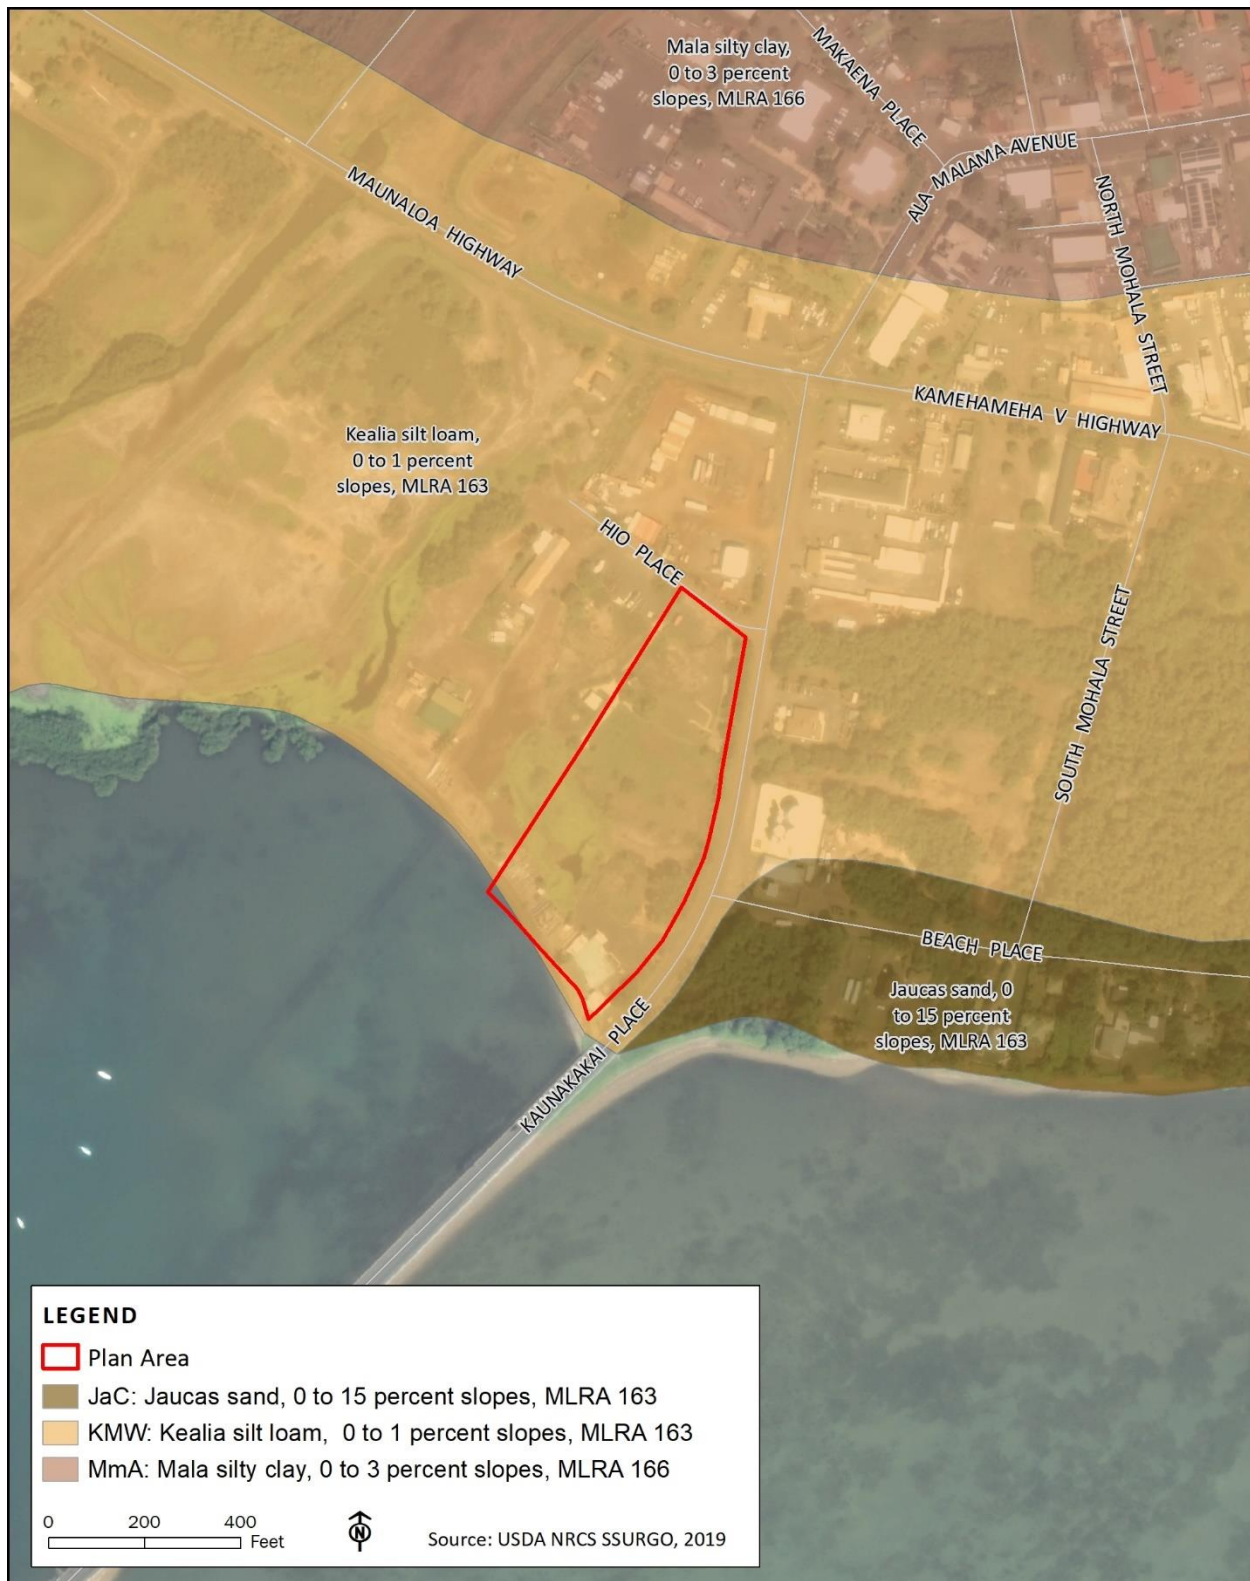 Mala silty clay,
0 to 3 percent
slopes, MLRA 166
MAKAENA PLACE
ALA MALAMA AVENUE
NORTH MOHALA STREET
MAUNALOA HIGHWAY
KAMEHAMEHA V HIGHWAY
Kealia silt loam,
0 to 1 percent
slopes, MLRA 163
HIO PLACE
SOUTH MOHALA STREET
BEACH PLACE
Jaucas sand, 0
to 15 percent
slopes, MLRA 163
KAUNAKAKAI PLACE
LEGEND
Plan Area
JaC: Jaucas sand, 0 to 15 percent slopes, MLRA 163
KMW: Kealia silt loam, 0 to 1 percent slopes, MLRA 163
MmA: Mala silty clay, 0 to 3 percent slopes, MLRA 166
0 200 400
Feet
N
Source: USDA NRCS SSURGO, 2019